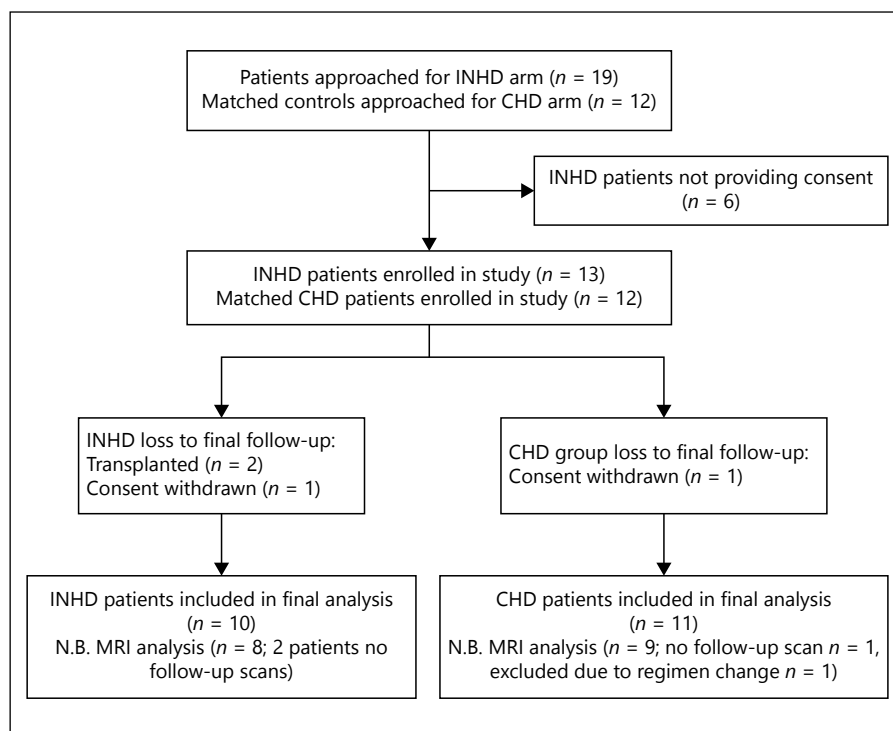 Patients approached for INHD arm (n = 19)
Matched controls approached for CHD arm (n = 12)
INHD patients not providing consent
(n = 6)
INHD patients enrolled in study (n = 13)
Matched CHD patients enrolled in study (n = 12)
INHD loss to final follow-up:
Transplanted (n = 2)
Consent withdrawn (n = 1)
CHD group loss to final follow-up:
Consent withdrawn (n = 1)
INHD patients included in final analysis
(n = 10)
N.B. MRI analysis (n = 8; 2 patients no
follow-up scans)
CHD patients included in final analysis
(n = 11)
N.B. MRI analysis (n = 9; no follow-up scan n = 1,
excluded due to regimen change n = 1)